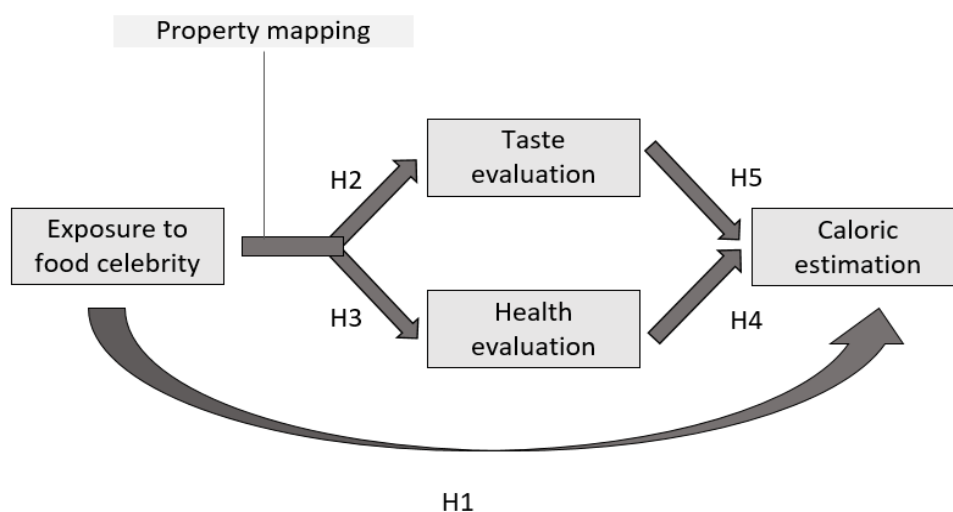 Property mapping
Taste
evaluation
H2
H5
Exposure to
food celebrity
Caloric
estimation
H3
Health
evaluation
H4
H1